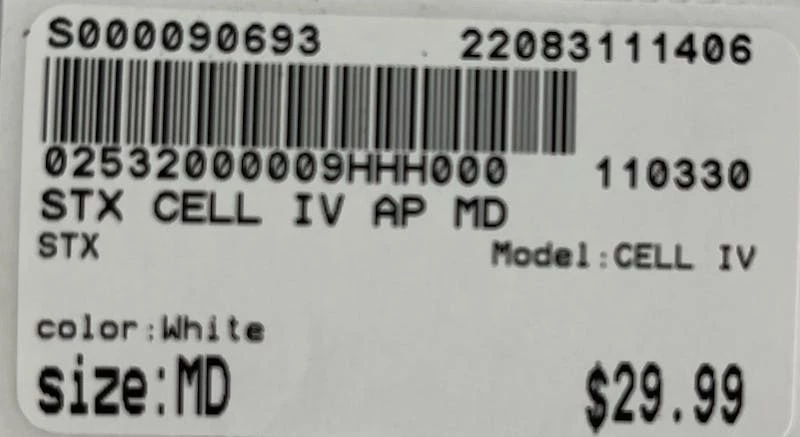 S000090693 22083111406
02532000009HHH000 110330
STX CELL IV AP MD
STX Model:CELL IV
color:White
size:MD $29.99